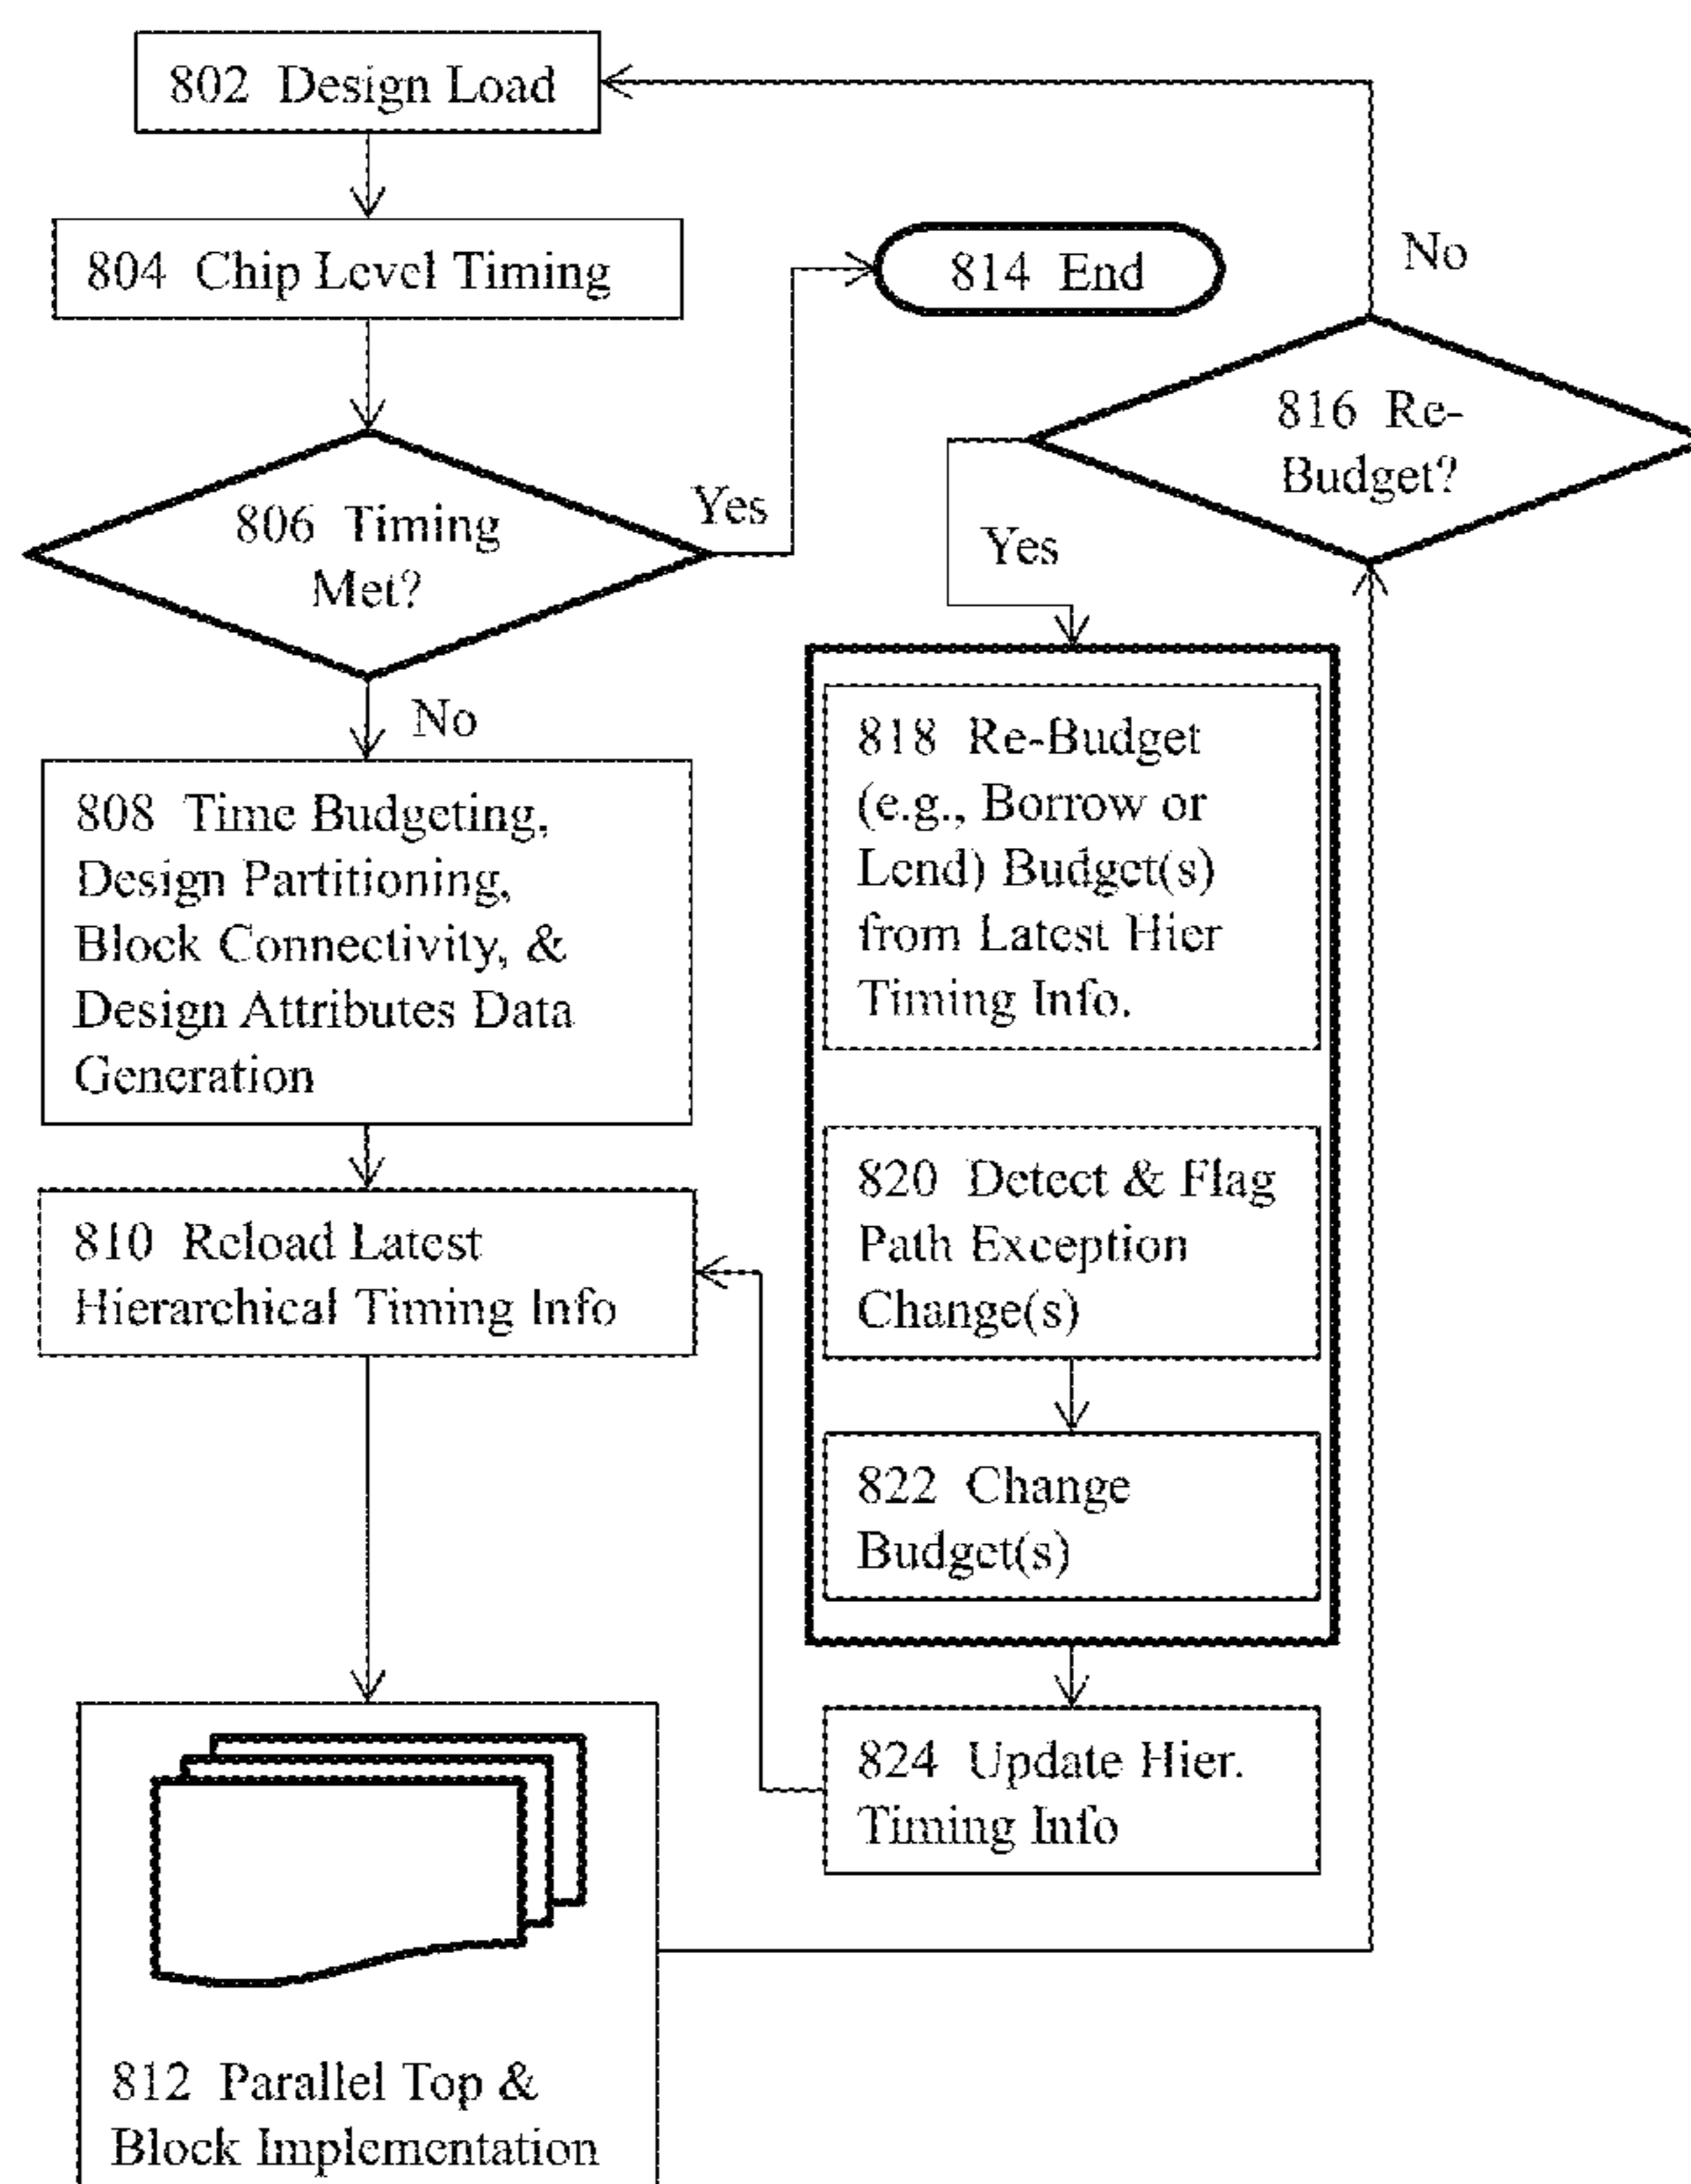 802 Design Load
804 Chip Level Timing
806 Timing
Met?
Yes
No
808 Time Budgeting,
Design Partitioning,
Block Connectivity, &
Design Attributes Data
Generation
810 Reload Latest
Hierarchical Timing Info
812 Parallel Top &
Block Implementation
814 End
No
816 Re-
Budget?
Yes
818 Re-Budget
(e.g., Borrow or
Lend) Budget(s)
from Latest Hier
Timing Info.
820 Detect & Flag
Path Exception
Change(s)
822 Change
Budget(s)
824 Update Hier.
Timing Info